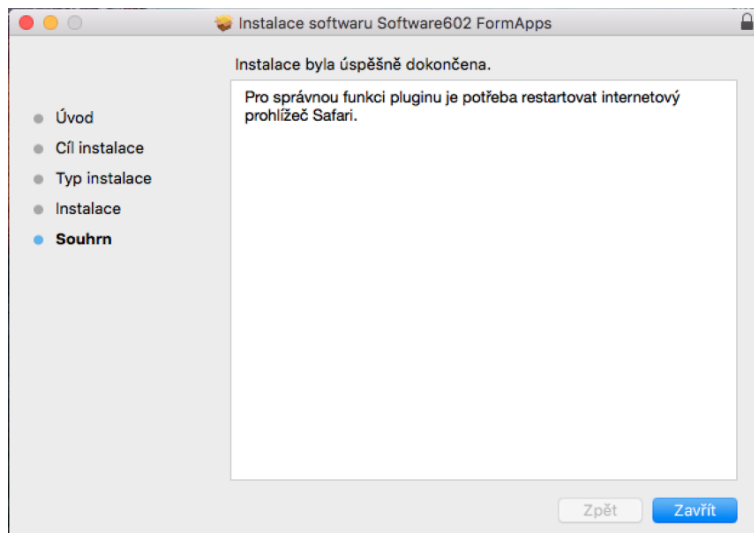 Instalace softwaru Software602 FormApps
Instalace byla úspěšně dokončena.
Pro správnou funkci pluginu je potřeba restartovat internetový
prohlížeč Safari.
Úvod
Cíl instalace
Typ instalace
Instalace
Souhrn
Zpět
Zavřít